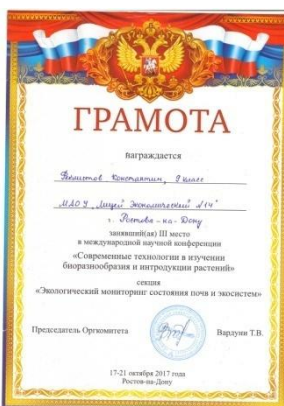 ГРАМОТА
награждается
Константин, 9 класс
МАОУ "Лицей Экономический" №14"
г. Ростова-на-Дону
занявший(ая) III место
в международной научной конференции
«Современные технологии в изучении
биоразнообразия и интродукции растений»
секция
«Экологический мониторинг состояния почв и экосистем»
Председатель Оргкомитета Вардуни Т.В.
17-21 октября 2017 года
Ростов-на-Дону